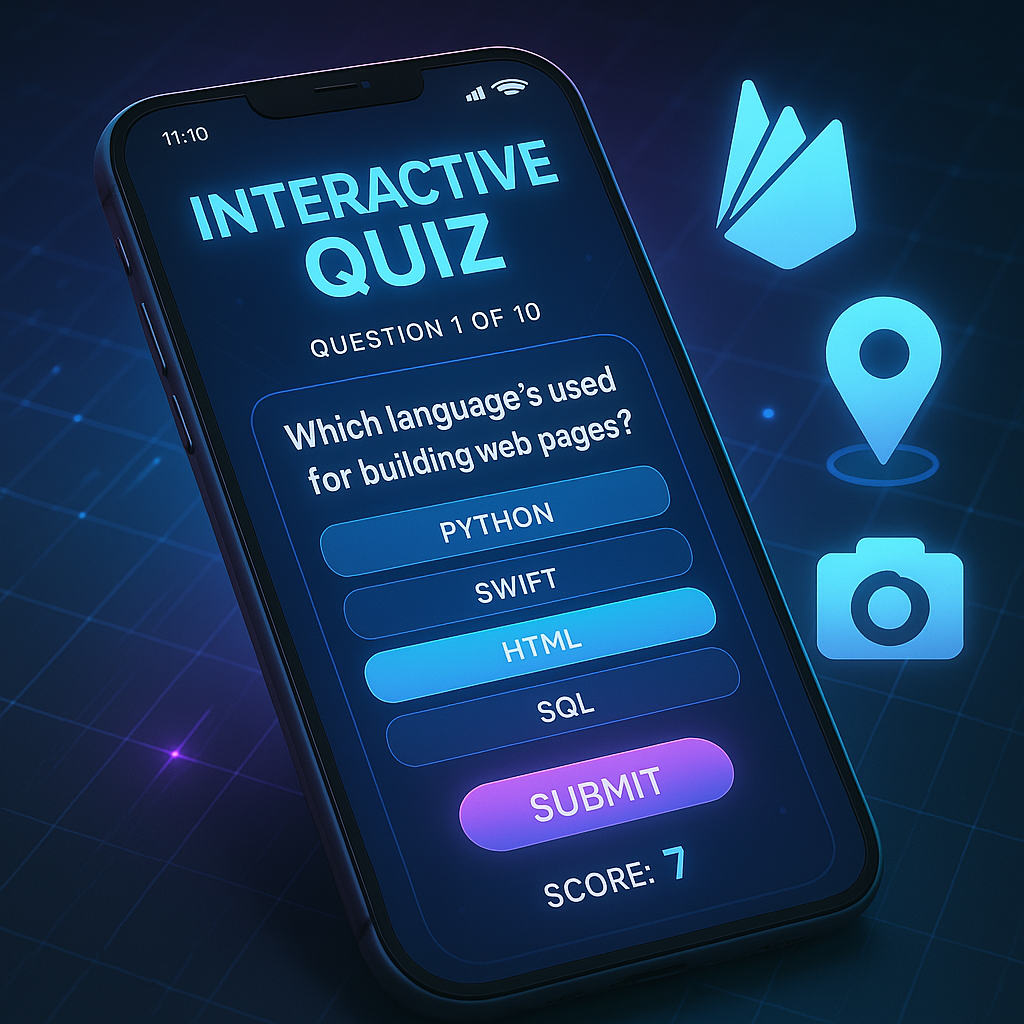 11:10
INTERACTIVE
QUIZ
QUESTION 1 OF 10
Which language's used
for building web pages?
PYTHON
SWIFT
HTML
SQL
SUBMIT
SCORE: 7